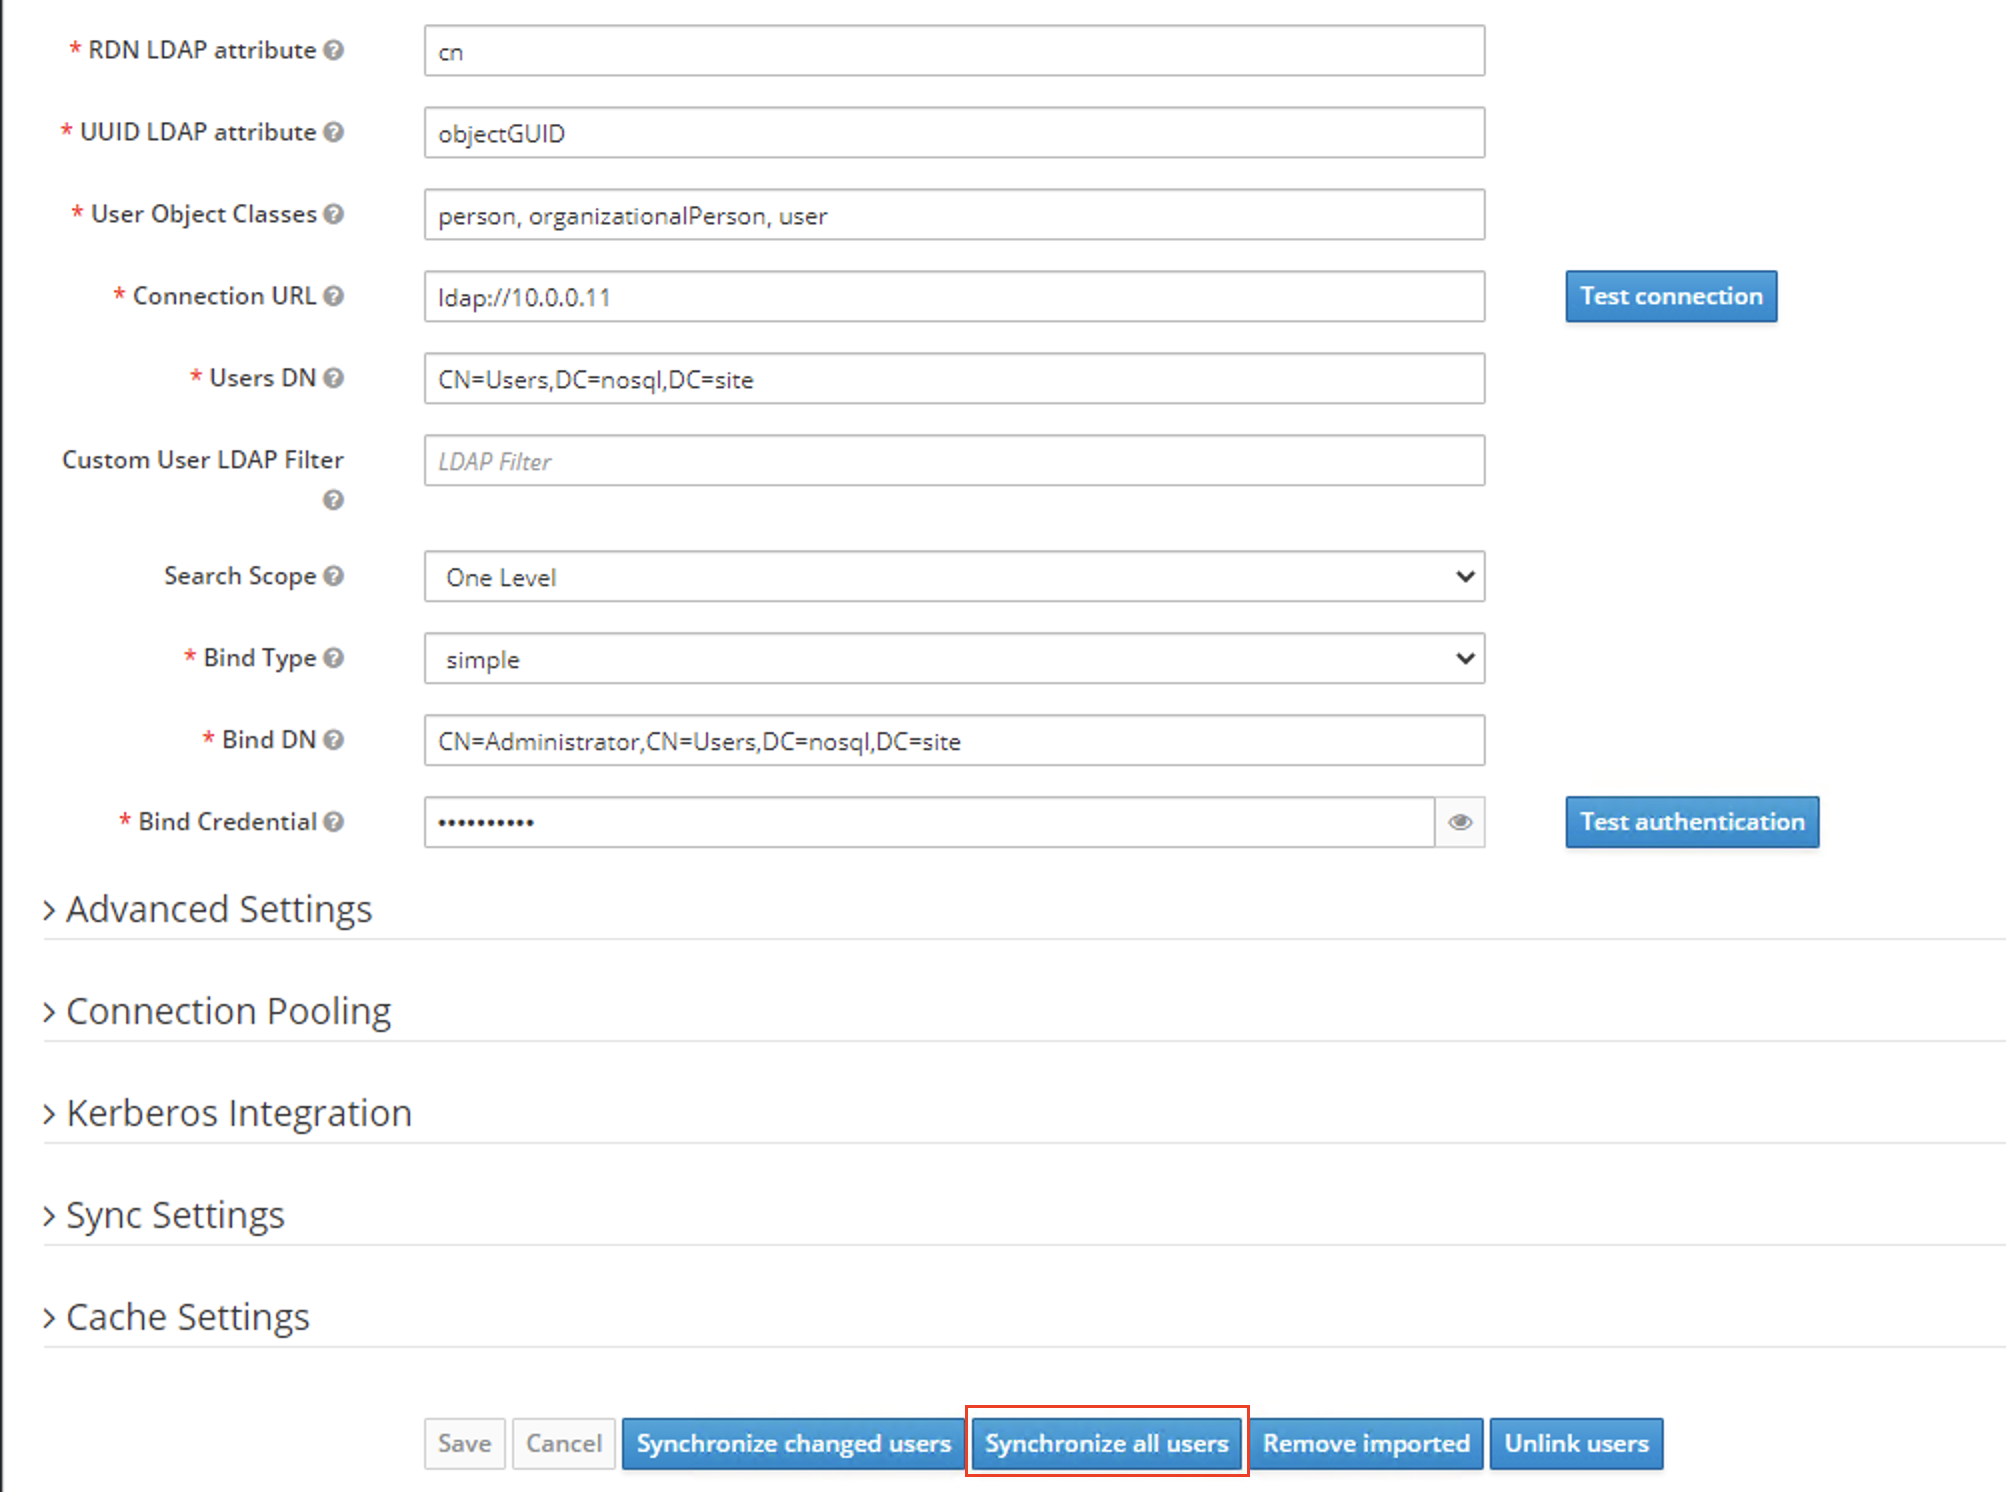 * RDN LDAP attribute
cn
* UUID LDAP attribute
objectGUID
* User Object Classes
person, organizationalPerson, user
* Connection URL
ldap://10.0.0.11
Test connection
* Users DN
CN=Users,DC=nosql,DC=site
Custom User LDAP Filter
LDAP Filter
Search Scope
One Level
* Bind Type
simple
* Bind DN
CN=Administrator,CN=Users,DC=nosql,DC=site
* Bind Credential
••••••••••
Test authentication
Advanced Settings
Connection Pooling
Kerberos Integration
Sync Settings
Cache Settings
Save
Cancel
Synchronize changed users
Synchronize all users
Remove imported
Unlink users